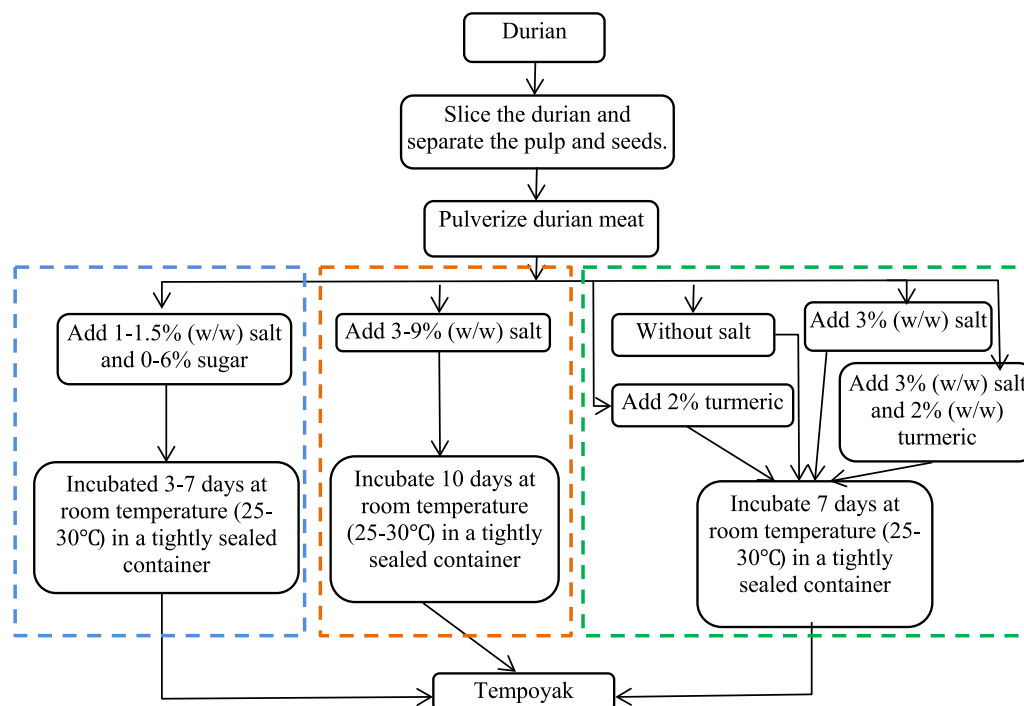 Durian
Slice the durian and
separate the pulp and seeds.
Pulverize durian meat
Add 1-1.5% (w/w) salt
and 0-6% sugar
Incubated 3-7 days at
room temperature (25-
30℃) in a tightly sealed
container
Add 3-9% (w/w) salt
Incubate 10 days at
room temperature
(25-30℃) in a tightly
sealed container
Without salt
Add 3% (w/w) salt
Add 2% turmeric
Add 3% (w/w) salt
and 2% (w/w)
turmeric
Incubate 7 days at
room temperature (25-
30℃) in a tightly
sealed container
Tempoyak